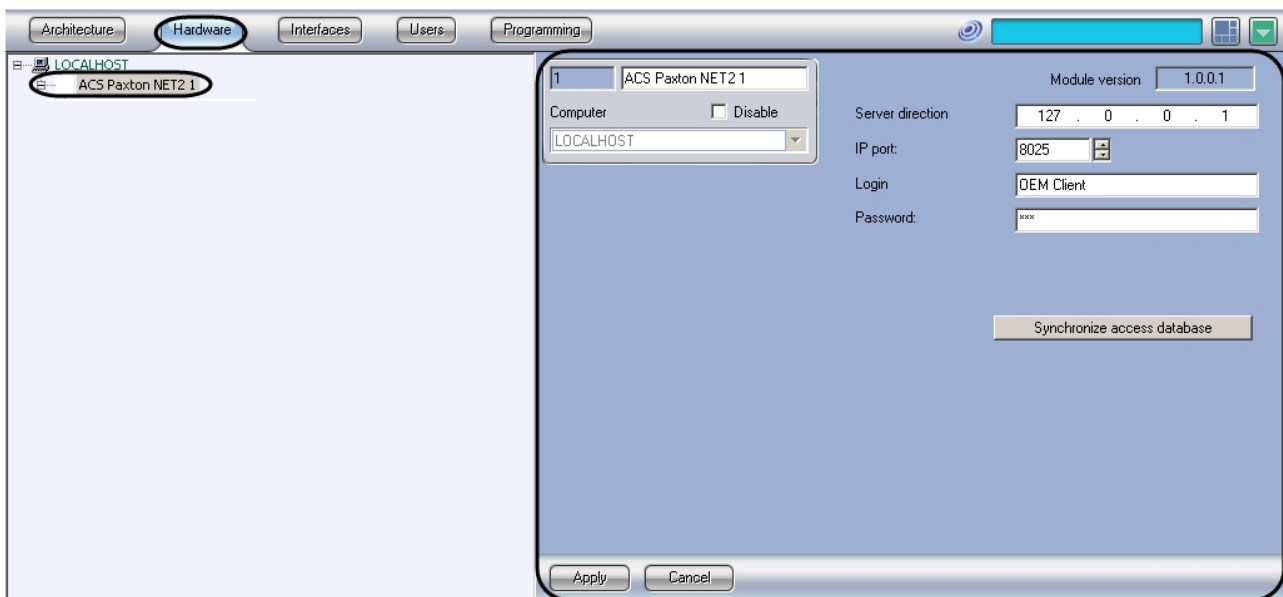 Architecture Hardware Interfaces Users Programming
LOCALHOST
ACS Paxton NET2 1
1 ACS Paxton NET2 1
Computer Disable
LOCALHOST
Module version 1.0.0.1
Server direction 127 . 0 . 0 . 1
IP port: 8025
Login OEM Client
Password: xxx
Synchronize access database
Apply Cancel